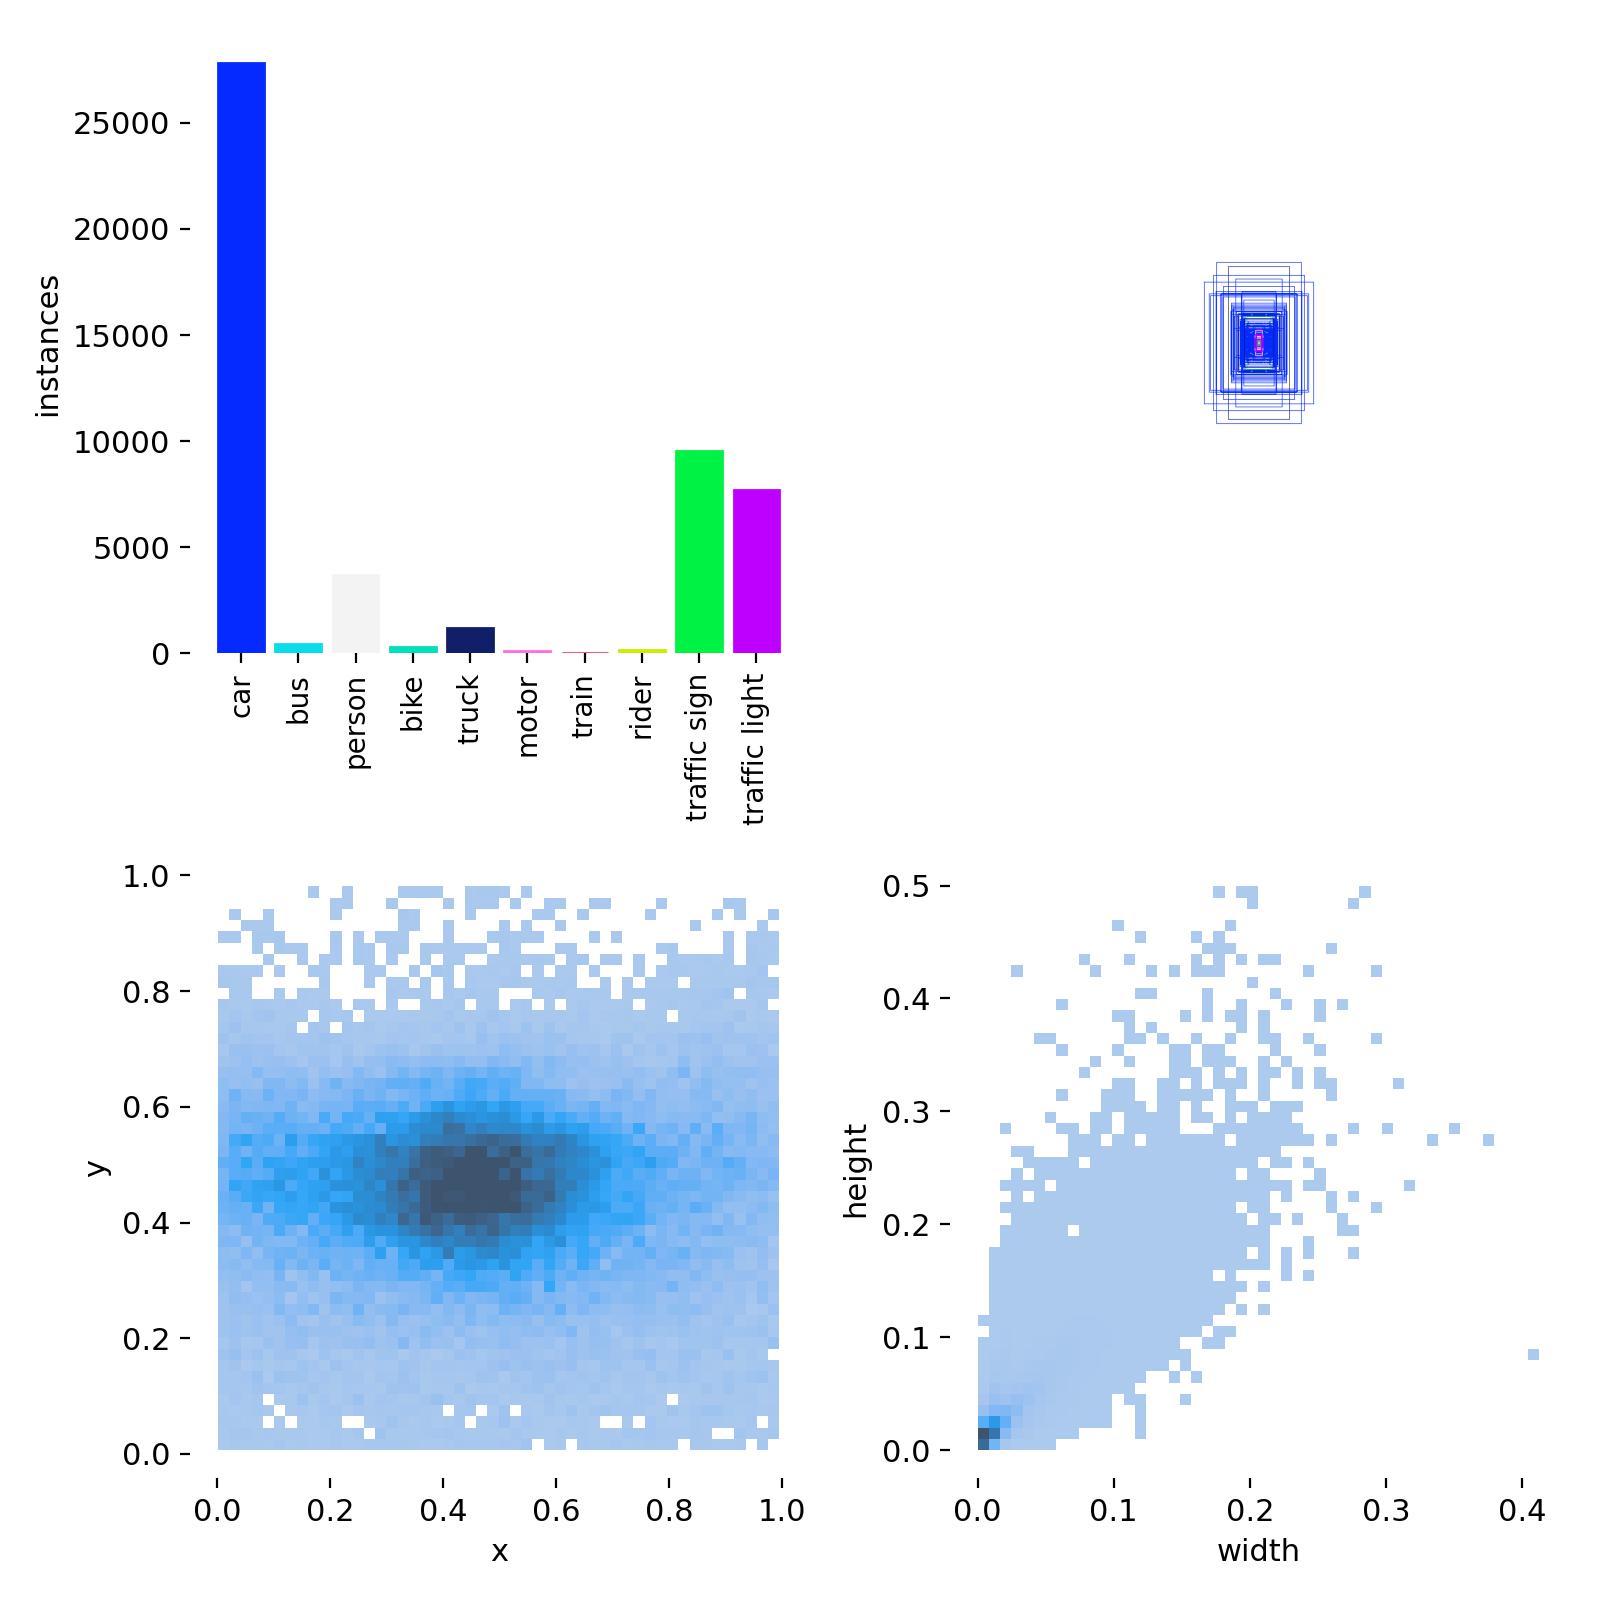 25000
20000
15000
10000
5000
0
instances
car
bus
person
bike
truck
motor
train
rider
traffic sign
traffic light
1.0
0.8
0.6
0.4
0.2
0.0
y
0.0 0.2 0.4 0.6 0.8 1.0
x
0.5
0.4
0.3
0.2
0.1
0.0
height
0.0 0.1 0.2 0.3 0.4
width